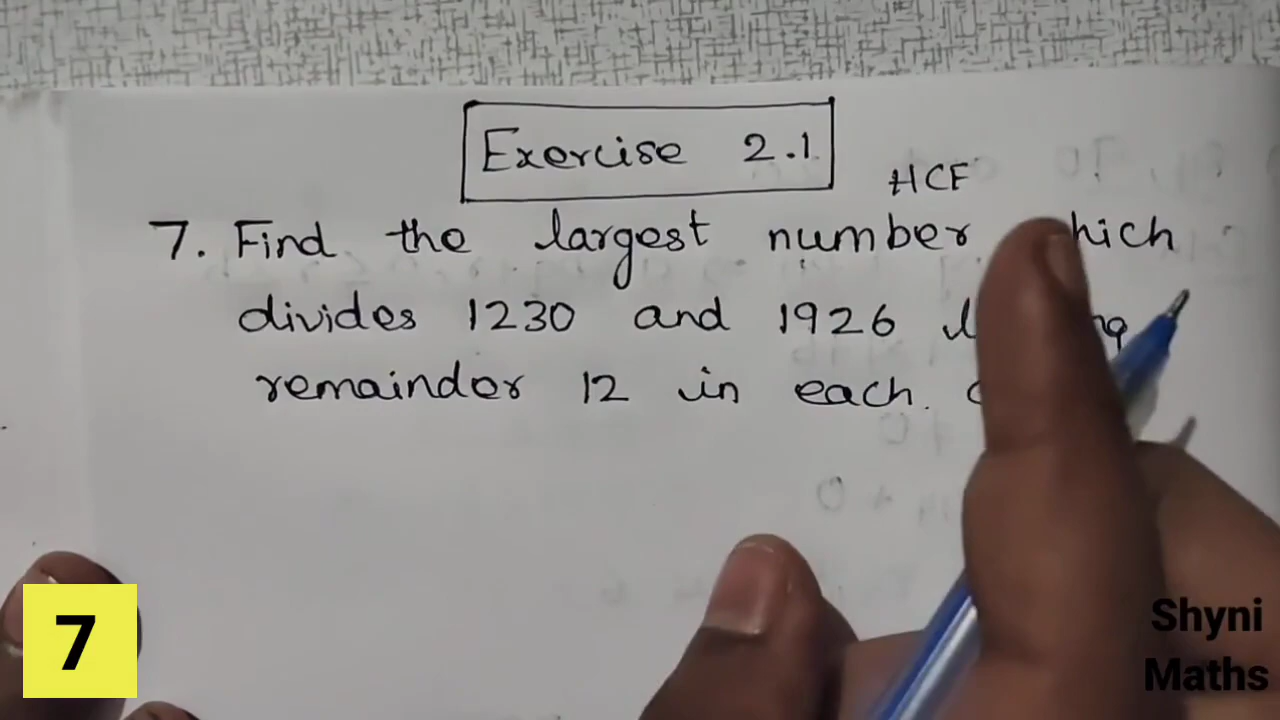 Exercise 2.1
HCF
7. Find the largest number which
divides 1230 and 1926
remainder 12 in each
7
Shyni
Maths